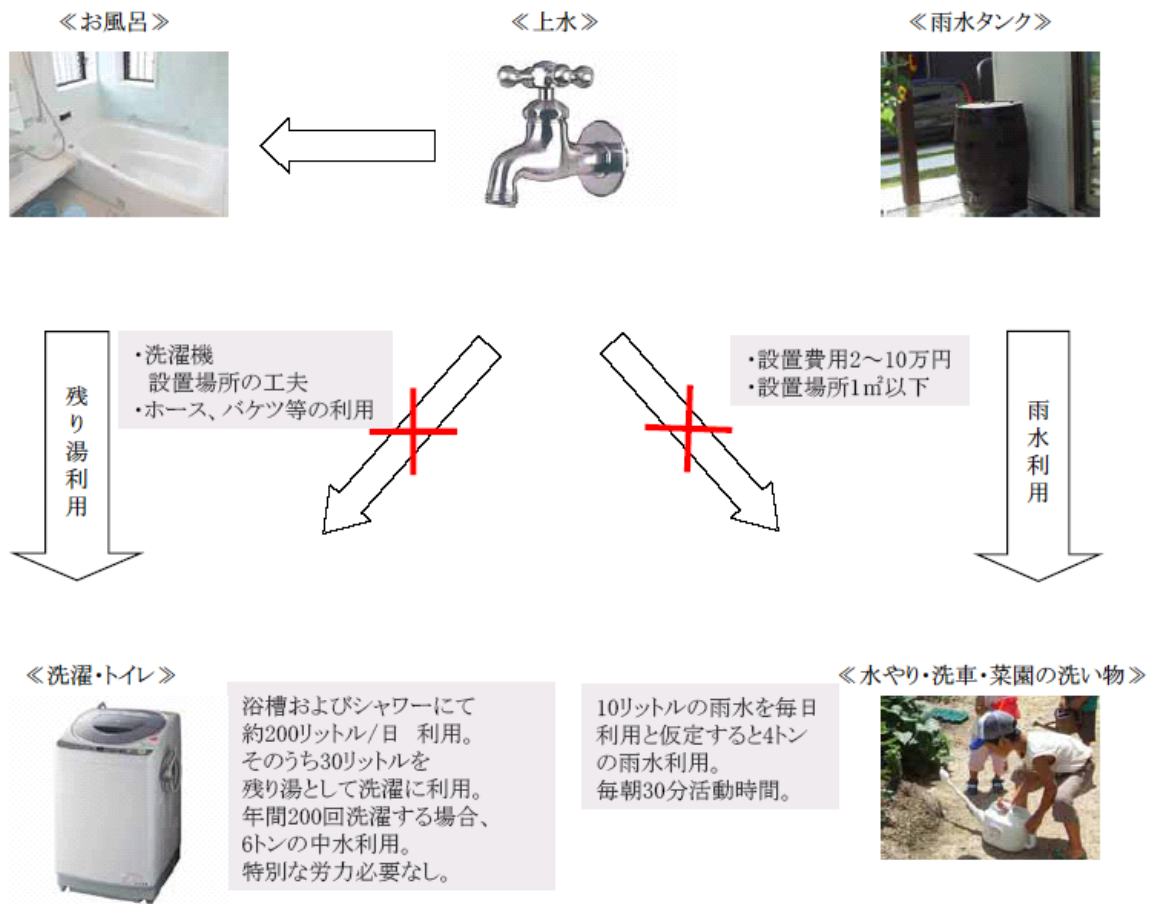 ≪お風呂≫
≪上水≫
≪雨水タンク≫
残り湯利用
・洗濯機
設置場所の工夫
・ホース、バケツ等の利用
・設置費用2～10万円
・設置場所1㎡以下
雨水利用
≪洗濯・トイレ≫
浴槽およびシャワーにて
約200リットル/日 利用。
そのうち30リットルを
残り湯として洗濯に利用。
年間200回洗濯する場合、
6トンの中水利用。
特別な労力必要なし。
10リットルの雨水を毎日
利用と仮定すると4トン
の雨水利用。
毎朝30分活動時間。
≪水やり・洗車・菜園の洗い物≫